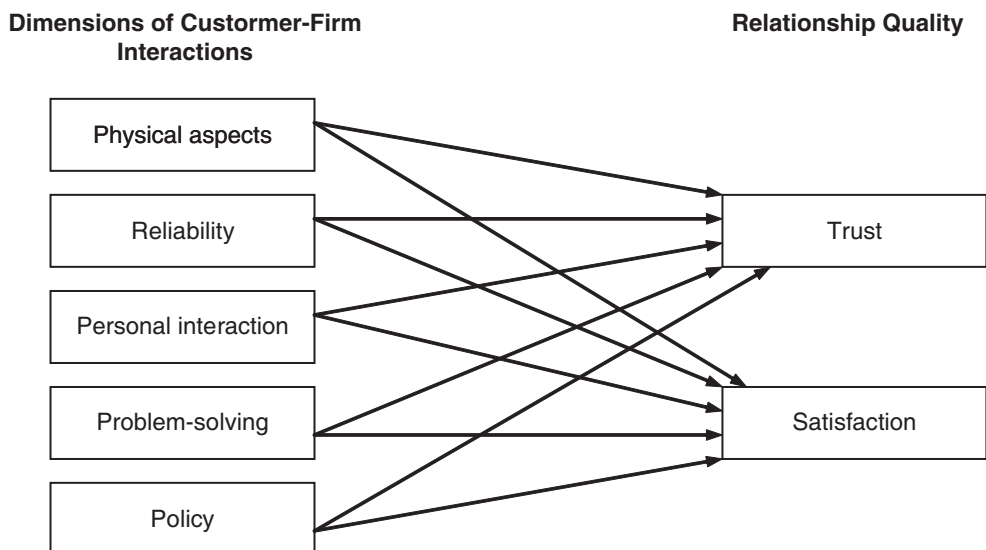 Dimensions of Custormer-Firm
Interactions
Relationship Quality
Physical aspects
Reliability
Personal interaction
Problem-solving
Policy
Trust
Satisfaction